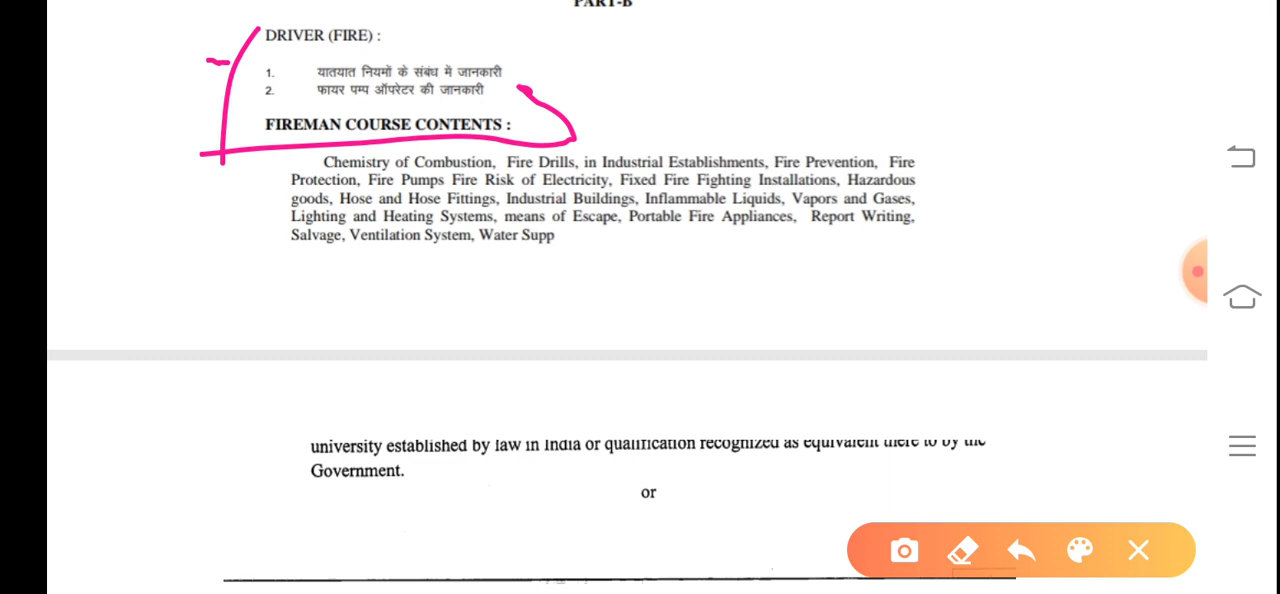 PART-B
DRIVER (FIRE) :
1. यातयात नियमों के संबंध में जानकारी
2. फायर पम्प ऑपरेटर की जानकारी
FIREMAN COURSE CONTENTS :
Chemistry of Combustion, Fire Drills, in Industrial Establishments, Fire Prevention, Fire
Protection, Fire Pumps Fire Risk of Electricity, Fixed Fire Fighting Installations, Hazardous
goods, Hose and Hose Fittings, Industrial Buildings, Inflammable Liquids, Vapors and Gases,
Lighting and Heating Systems, means of Escape, Portable Fire Appliances, Report Writing,
Salvage, Ventilation System, Water Supp
university established by law in India or qualification recognized as equivalent there to by the
Government.
or